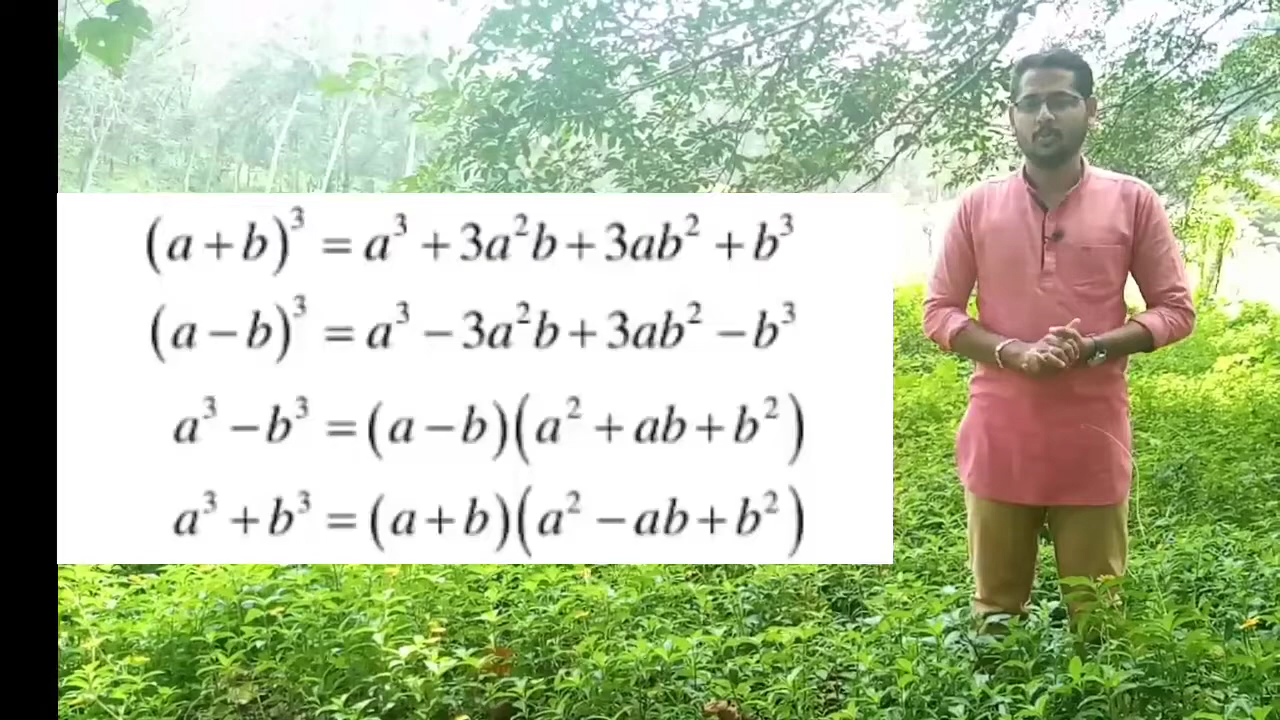 (a + b)³ = a³ + 3a²b + 3ab² + b³
(a − b)³ = a³ − 3a²b + 3ab² − b³
a³ − b³ = (a − b)(a² + ab + b²)
a³ + b³ = (a + b)(a² − ab + b²)